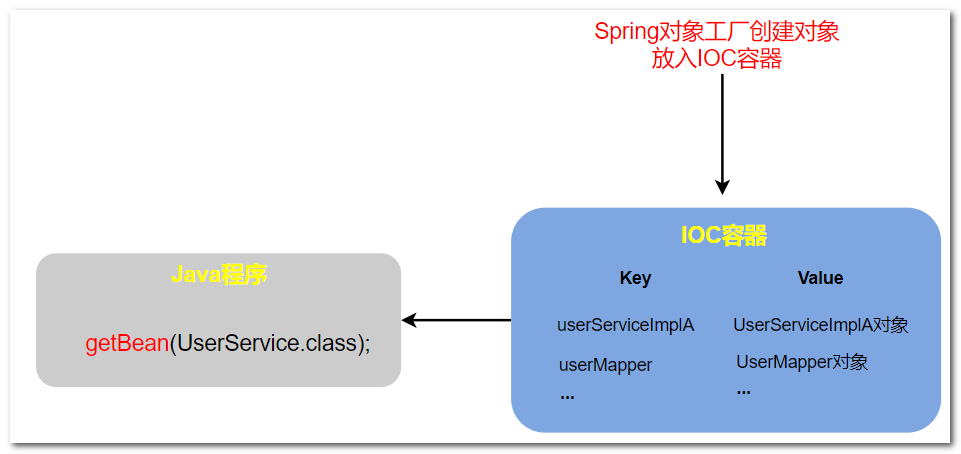 Spring对象工厂创建对象
放入IOC容器
IOC容器
Key Value
userServiceImplA UserServiceImplA对象
userMapper UserMapper对象
... ...
Java程序
getBean(UserService.class);